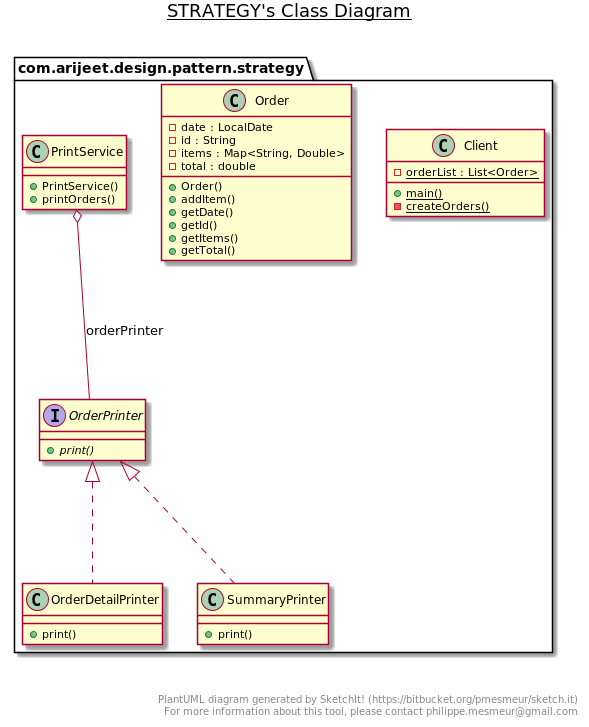 STRATEGY's Class Diagram
com.arijeet.design.pattern.strategy
C PrintService
PrintService()
printOrders()
C Order
date : LocalDate
id : String
items : Map<String, Double>
total : double
Order()
addItem()
getDate()
getId()
getItems()
getTotal()
C Client
orderList : List<Order>
main()
createOrders()
orderPrinter
I OrderPrinter
print()
C OrderDetailPrinter
print()
C SummaryPrinter
print()
PlantUML diagram generated by SketchIt! (https://bitbucket.org/pmesmeur/sketch.it)
For more information about this tool, please contact philippe.mesmeur@gmail.com